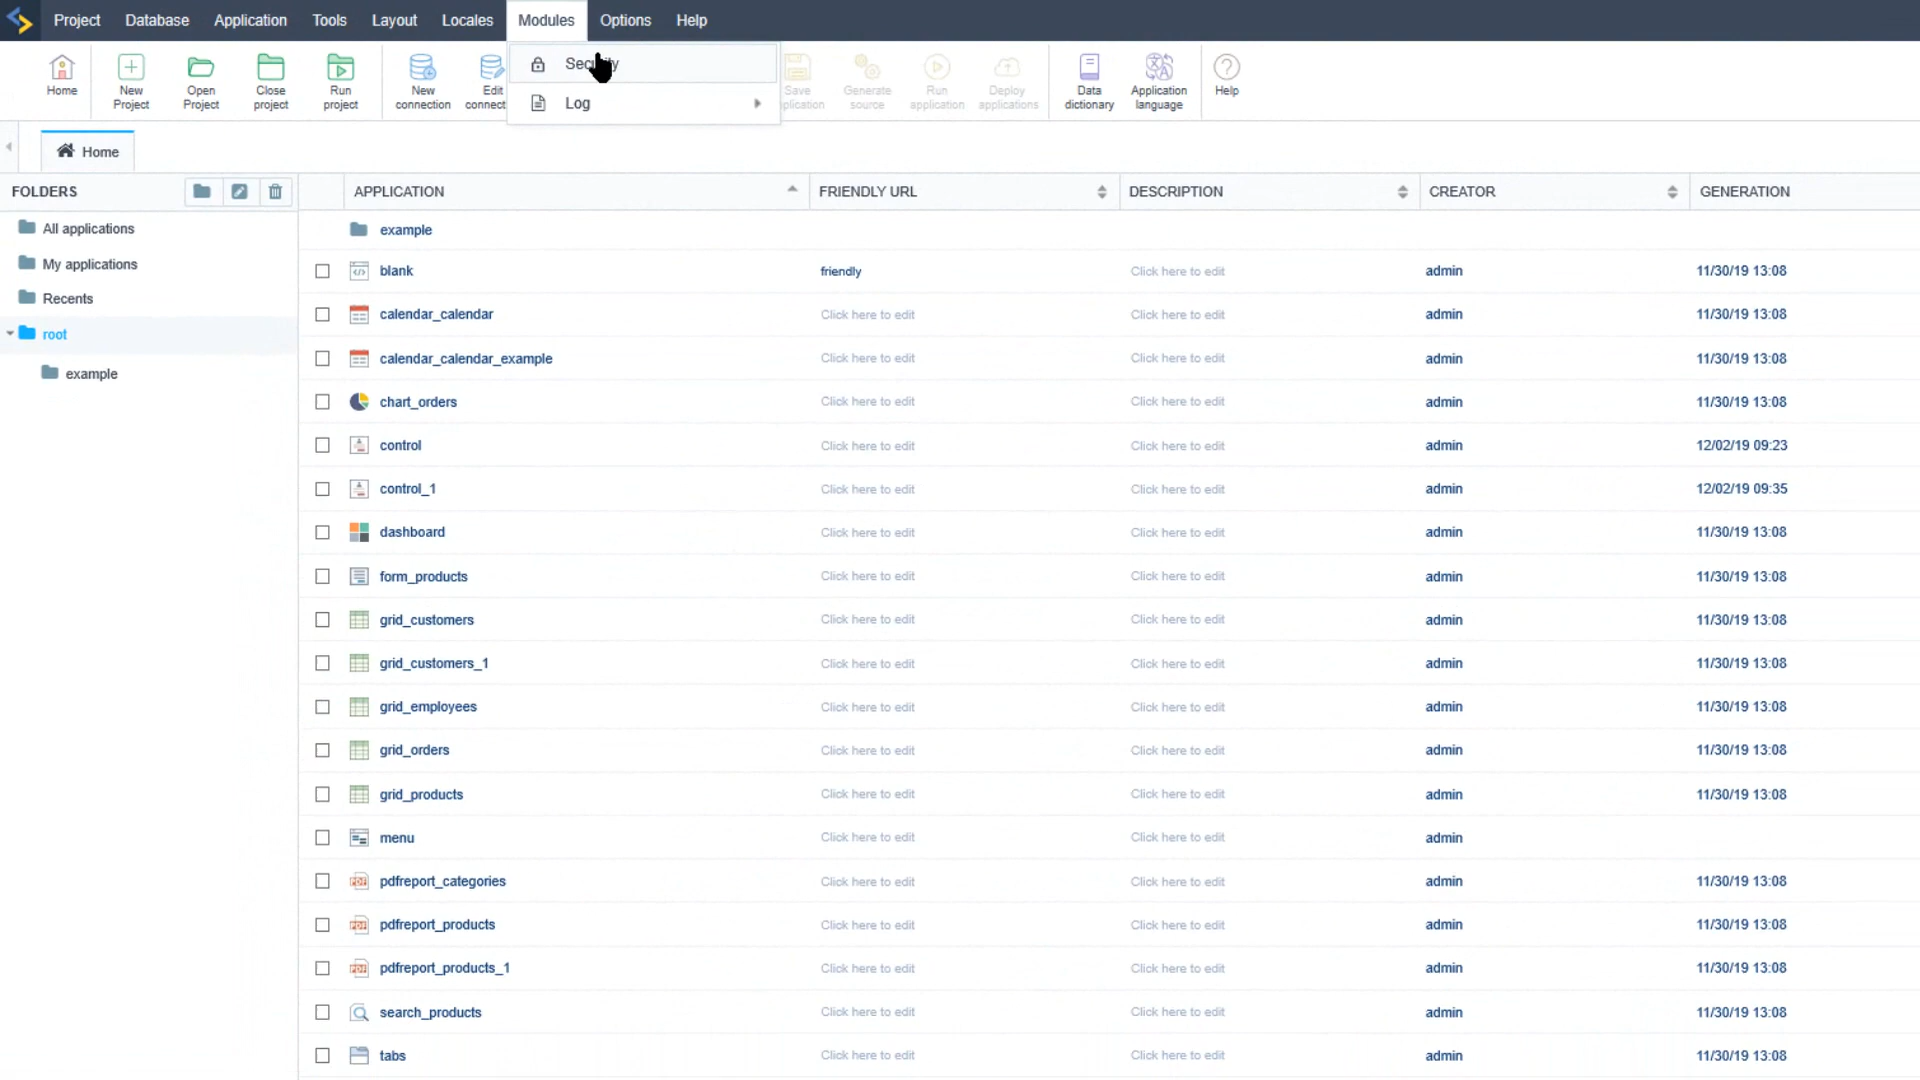 Project Database Application Tools Layout Locales Modules Options Help
Security
Log
Home
New Project
Open Project
Close project
Run project
New connection
Edit connect
Save
plication
Generate source
Run application
Deploy applications
Data dictionary
Application language
Help
Home
FOLDERS
All applications
My applications
Recents
root
example
APPLICATION FRIENDLY URL DESCRIPTION CREATOR GENERATION
example
blank friendly Click here to edit admin 11/30/19 13:08
calendar_calendar Click here to edit Click here to edit admin 11/30/19 13:08
calendar_calendar_example Click here to edit Click here to edit admin 11/30/19 13:08
chart_orders Click here to edit Click here to edit admin 11/30/19 13:08
control Click here to edit Click here to edit admin 12/02/19 09:23
control_1 Click here to edit Click here to edit admin 12/02/19 09:35
dashboard Click here to edit Click here to edit admin 11/30/19 13:08
form_products Click here to edit Click here to edit admin 11/30/19 13:08
grid_customers Click here to edit Click here to edit admin 11/30/19 13:08
grid_customers_1 Click here to edit Click here to edit admin 11/30/19 13:08
grid_employees Click here to edit Click here to edit admin 11/30/19 13:08
grid_orders Click here to edit Click here to edit admin 11/30/19 13:08
grid_products Click here to edit Click here to edit admin 11/30/19 13:08
menu Click here to edit Click here to edit admin
pdfreport_categories Click here to edit Click here to edit admin 11/30/19 13:08
pdfreport_products Click here to edit Click here to edit admin 11/30/19 13:08
pdfreport_products_1 Click here to edit Click here to edit admin 11/30/19 13:08
search_products Click here to edit Click here to edit admin 11/30/19 13:08
tabs Click here to edit Click here to edit admin 11/30/19 13:08